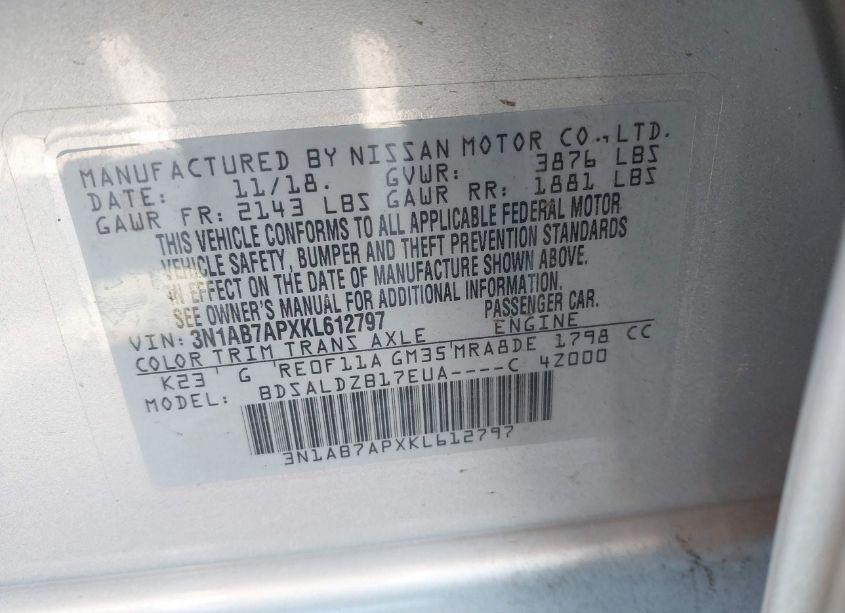 MANUFACTURED BY NISSAN MOTOR CO.,LTD.
DATE: 11/18. GVWR: 3876 LBS
GAWR FR: 2143 LBS GAWR RR: 1881 LBS
THIS VEHICLE CONFORMS TO ALL APPLICABLE FEDERAL MOTOR
VEHICLE SAFETY, BUMPER AND THEFT PREVENTION STANDARDS
IN EFFECT ON THE DATE OF MANUFACTURE SHOWN ABOVE.
SEE OWNER'S MANUAL FOR ADDITIONAL INFORMATION.
VIN: 3N1AB7APXKL612797 PASSENGER CAR.
COLOR TRIM TRANS AXLE ENGINE
K23 G RE0F11A GM35 MRA8DE 1798 CC
MODEL: BDSALDZB17EUA----C 42000
3N1AB7APXKL612797